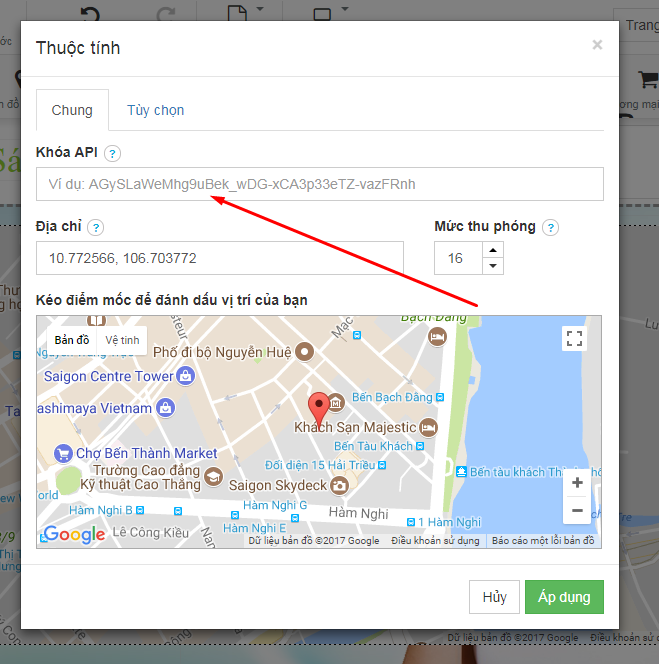 Trang
Thuộc tính
×
Chung
Tùy chọn
Khóa API ?
Ví dụ: AGySLaWeMhg9uBek_wDG-xCA3p33eTZ-vazFRnh
Địa chỉ ?
Mức thu phóng ?
10.772566, 106.703772
16
Kéo điểm mốc để đánh dấu vị trí của bạn
Bạch Đằng
Mạc
Bản đồ
Vệ tinh
Phố đi bộ Nguyễn Huệ
Saigon Centre Tower
Bến Bạch Đằng
ashimaya Vietnam
Khách Sạn Majestic
Bến Tàu Khách
Chợ Bến Thành Market
Đối diện 15 Hải Triều
Trường Cao đẳng
Kỹ thuật Cao Thắng
Bến tàu khách Thành
Saigon Skydeck
Hàm Nghi B
Hàm Nghi G
Hàm Nghi
Hàm Nghi E
1 Hàm Nghi
Lê Công Kiều
Nam
+
−
Google
Dữ liệu bản đồ ©2017 Google
Điều khoản sử dụng
Báo cáo một lỗi bản đồ
Hủy
Áp dụng
Dữ liệu bản đồ ©2017 Google
Điều khoản sử